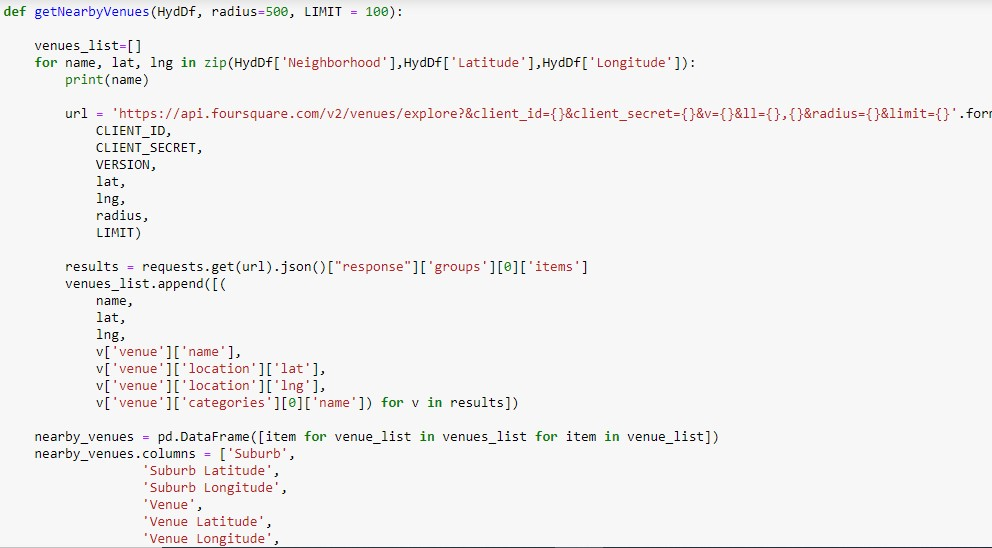 def getNearbyVenues(HydDf, radius=500, LIMIT = 100):
venues_list=[]
for name, lat, lng in zip(HydDf['Neighborhood'],HydDf['Latitude'],HydDf['Longitude']):
print(name)
url = 'https://api.foursquare.com/v2/venues/explore?&client_id={}&client_secret={}&v={}&ll={},{}&radius={}&limit={}'.for
CLIENT_ID,
CLIENT_SECRET,
VERSION,
lat,
lng,
radius,
LIMIT)
results = requests.get(url).json()["response"]['groups'][0]['items']
venues_list.append([(
name,
lat,
lng,
v['venue']['name'],
v['venue']['location']['lat'],
v['venue']['location']['lng'],
v['venue']['categories'][0]['name']) for v in results])
nearby_venues = pd.DataFrame([item for venue_list in venues_list for item in venue_list])
nearby_venues.columns = ['Suburb',
'Suburb Latitude',
'Suburb Longitude',
'Venue',
'Venue Latitude',
'Venue Longitude',